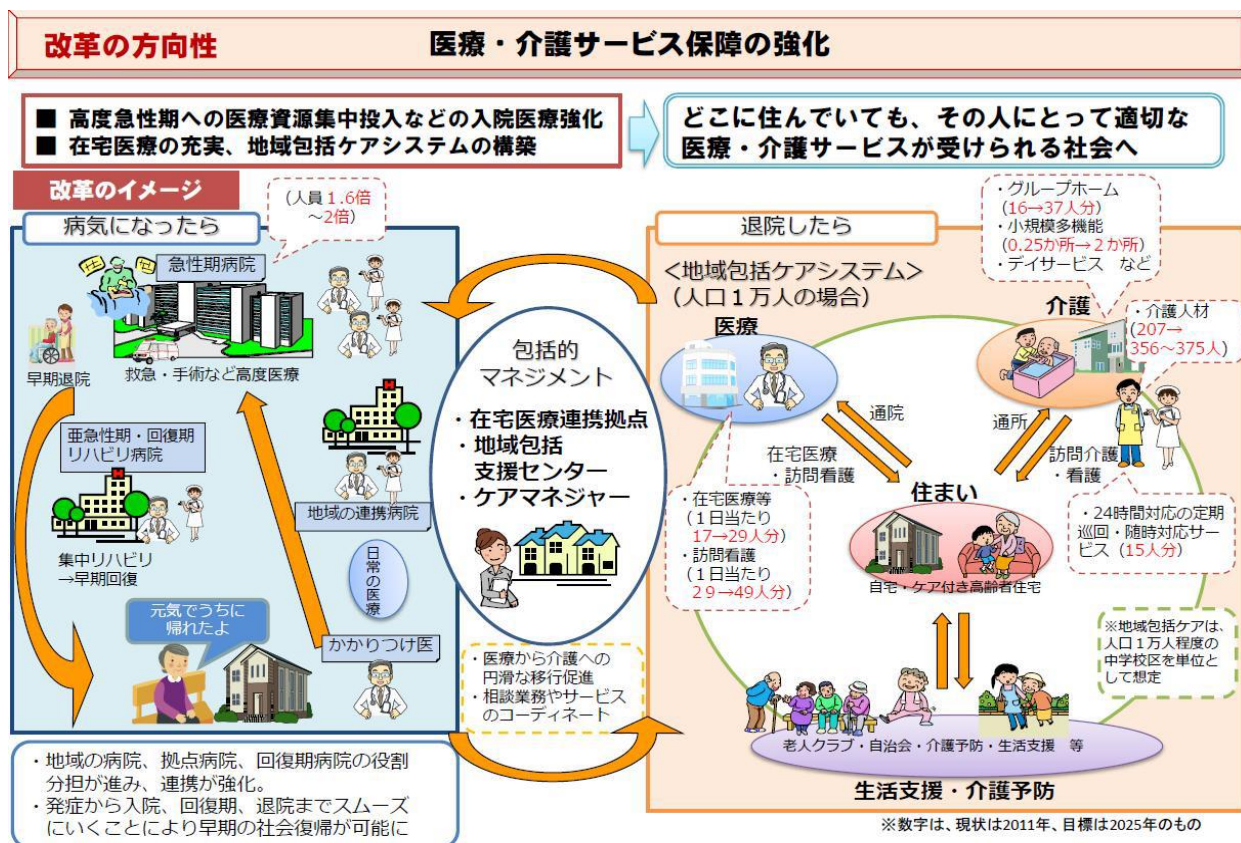 改革の方向性
医療・介護サービス保障の強化
■ 高度急性期への医療資源集中投入などの入院医療強化
■ 在宅医療の充実、地域包括ケアシステムの構築
どこに住んでいても、その人にとって適切な
医療・介護サービスが受けられる社会へ
改革のイメージ
病気になったら
(人員1.6倍
~2倍)
急性期病院
早期退院
救急・手術など高度医療
亜急性期・回復期
リハビリ病院
集中リハビリ
→早期回復
地域の連携病院
日常の医療
元気でうちに
帰れたよ
かかりつけ医
・地域の病院、拠点病院、回復期病院の役割
分担が進み、連携が強化。
・発症から入院、回復期、退院までスムーズ
にいくことにより早期の社会復帰が可能に
包括的
マネジメント
・在宅医療連携拠点
・地域包括
支援センター
・ケアマネジャー
・医療から介護への
円滑な移行促進
・相談業務やサービス
のコーディネート
退院したら
<地域包括ケアシステム>
(人口1万人の場合)
・グループホーム
(16→37人分)
・小規模多機能
(0.25か所→2か所)
・デイサービス など
医療
介護
・介護人材
(207→
356~375人)
通院
在宅医療
・訪問看護
通所
訪問介護
・看護
・在宅医療等
(1日当たり
17→29人分)
・訪問看護
(1日当たり
29→49人分)
住まい
自宅・ケア付き高齢者住宅
・24時間対応の定期
巡回・随時対応サー
ビス(15人分)
※地域包括ケアは、
人口1万人程度の
中学校区を単位と
して想定
老人クラブ・自治会・介護予防・生活支援 等
生活支援・介護予防
※数字は、現状は2011年、目標は2025年のもの